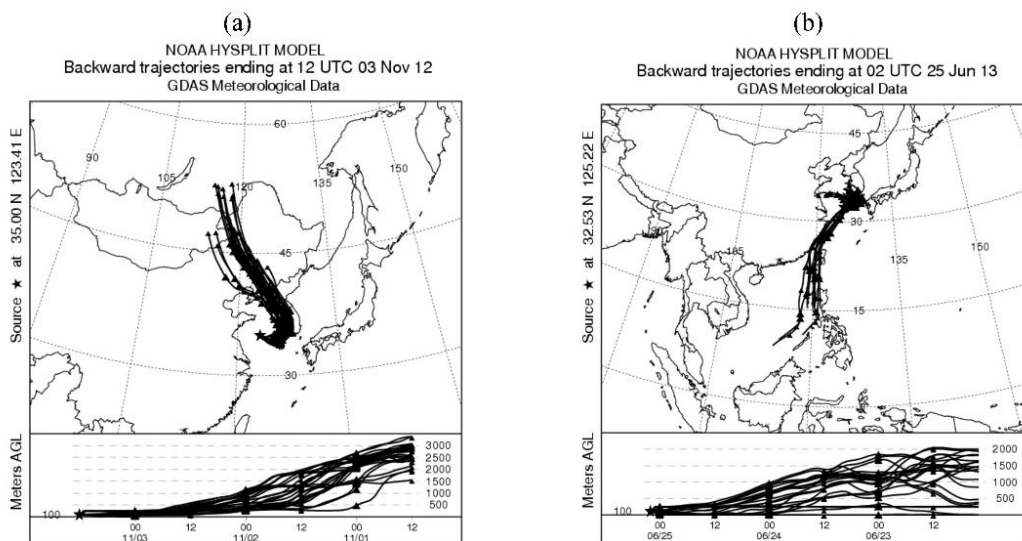 (a)
NOAA HYSPLIT MODEL
Backward trajectories ending at 12 UTC 03 Nov 12
GDAS Meteorological Data
Source ★ at 35.00 N 123.41 E
60
150
135
90
105
120
45
30
Meters AGL
3000
2500
2000
1500
1000
500
100
00 12 00 12 00 12
11/03 11/02 11/01
(b)
NOAA HYSPLIT MODEL
Backward trajectories ending at 02 UTC 25 Jun 13
GDAS Meteorological Data
Source ★ at 32.53 N 125.22 E
45
30
105
150
135
15
Meters AGL
2000
1500
1000
500
100
00 12 00 12 00 12
06/25 06/24 06/23